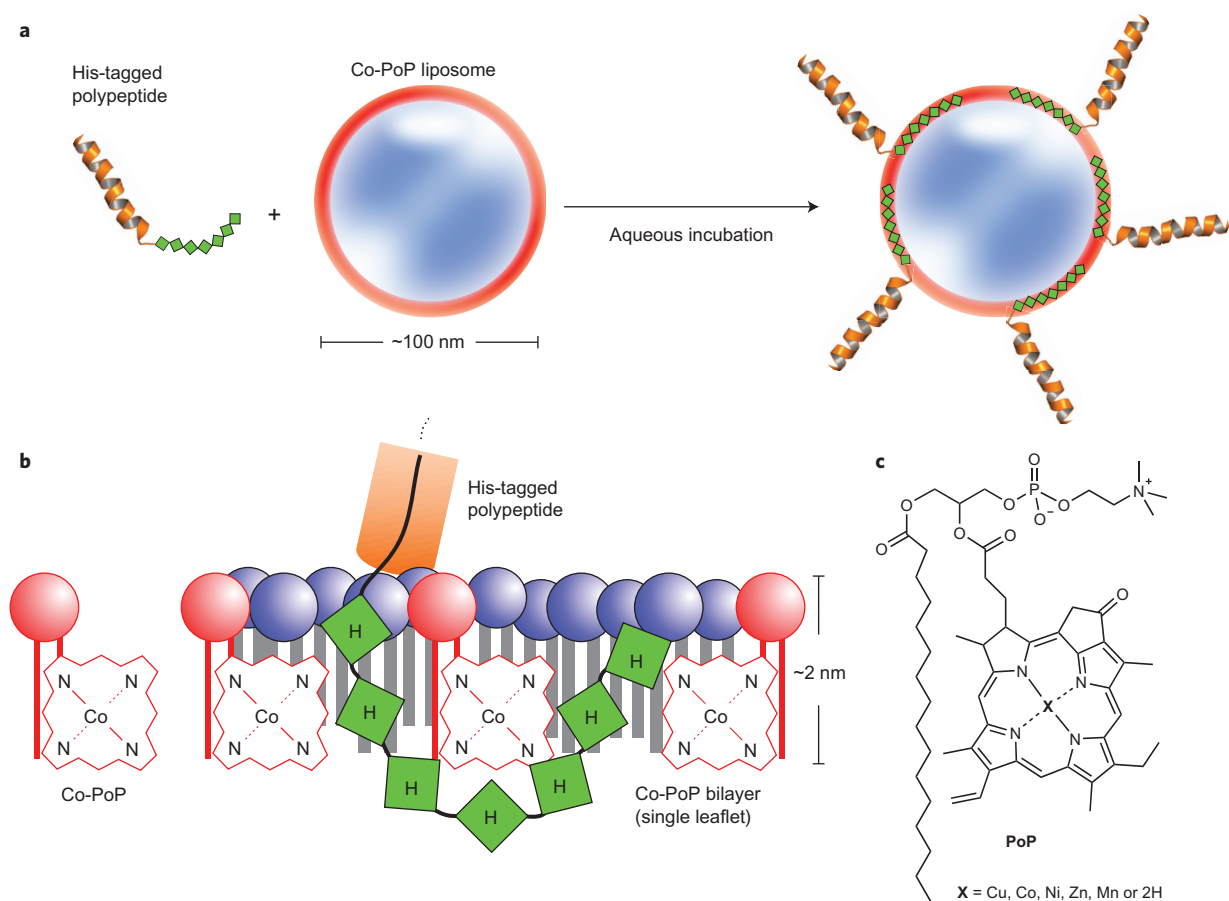 a
His-tagged
polypeptide
Co-PoP liposome
+
Aqueous incubation
~100 nm
b
His-tagged
polypeptide
H
H
H
H
H
H
H
N N
Co
N N
N N
Co
N N
N N
Co
N N
N N
Co
N N
~2 nm
Co-PoP
Co-PoP bilayer
(single leaflet)
c
O
O P O N+
O−
O O
O O
O
N N
X
N N
PoP
X = Cu, Co, Ni, Zn, Mn or 2H